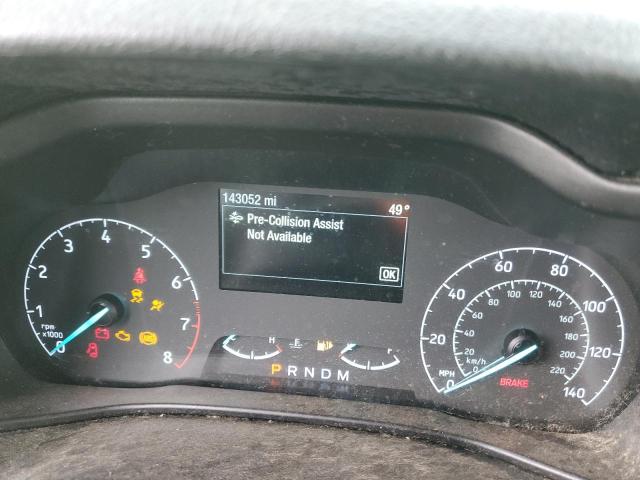 143052 mi
49°
Pre-Collision Assist
Not Available
OK
0 1 2 3 4 5 6 7 8
rpm
x1000
H
F
P R N D M
0 20 40 60 80 100 120 140
0 20 40 60 80 100 120 140 160 180 200 220
MPH
km/h
BRAKE